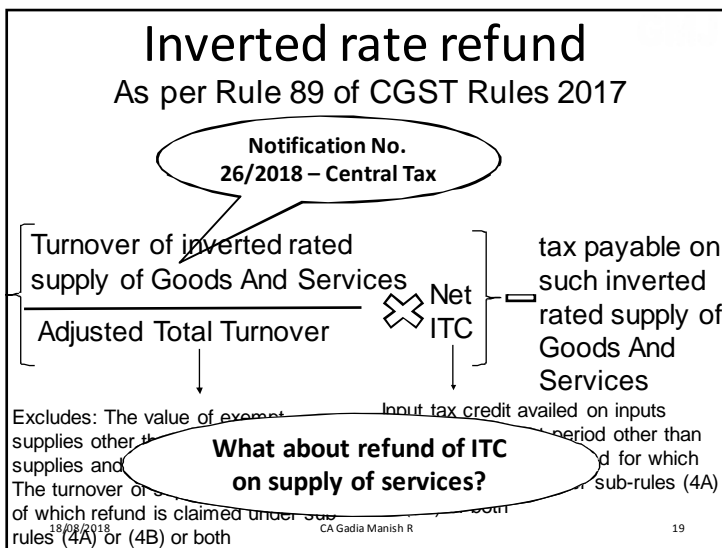 Inverted rate refund
As per Rule 89 of CGST Rules 2017
Notification No.
26/2018 – Central Tax
Turnover of inverted rated
supply of Goods And Services
Adjusted Total Turnover
Net
ITC
tax payable on
such inverted
rated supply of
Goods And
Services
Excludes: The value of exempt
supplies other
supplies and
The turnover of
of which refund is claimed under sub-
rules (4A) or (4B) or both
Input tax credit availed on inputs
period other than
for which
sub-rules (4A)
both
What about refund of ITC
on supply of services?
18/08/2018
CA Gadia Manish R
19